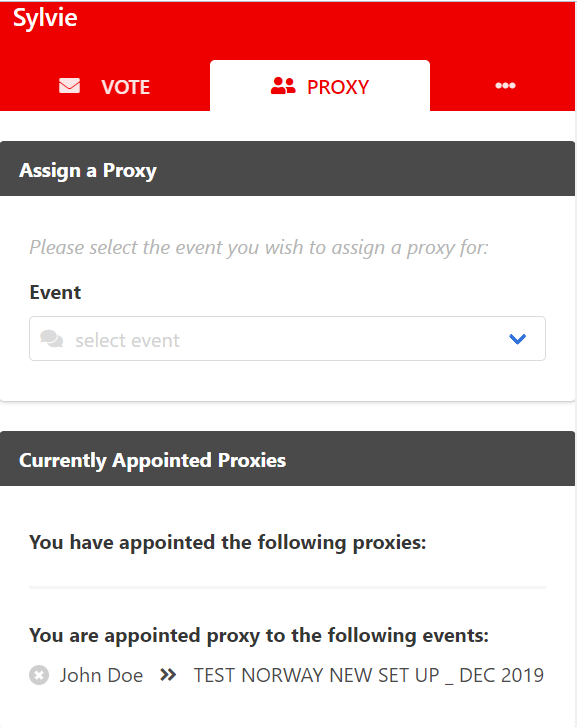 Sylvie
VOTE
PROXY
Assign a Proxy
Please select the event you wish to assign a proxy for:
Event
select event
Currently Appointed Proxies
You have appointed the following proxies:
You are appointed proxy to the following events:
John Doe » TEST NORWAY NEW SET UP _ DEC 2019